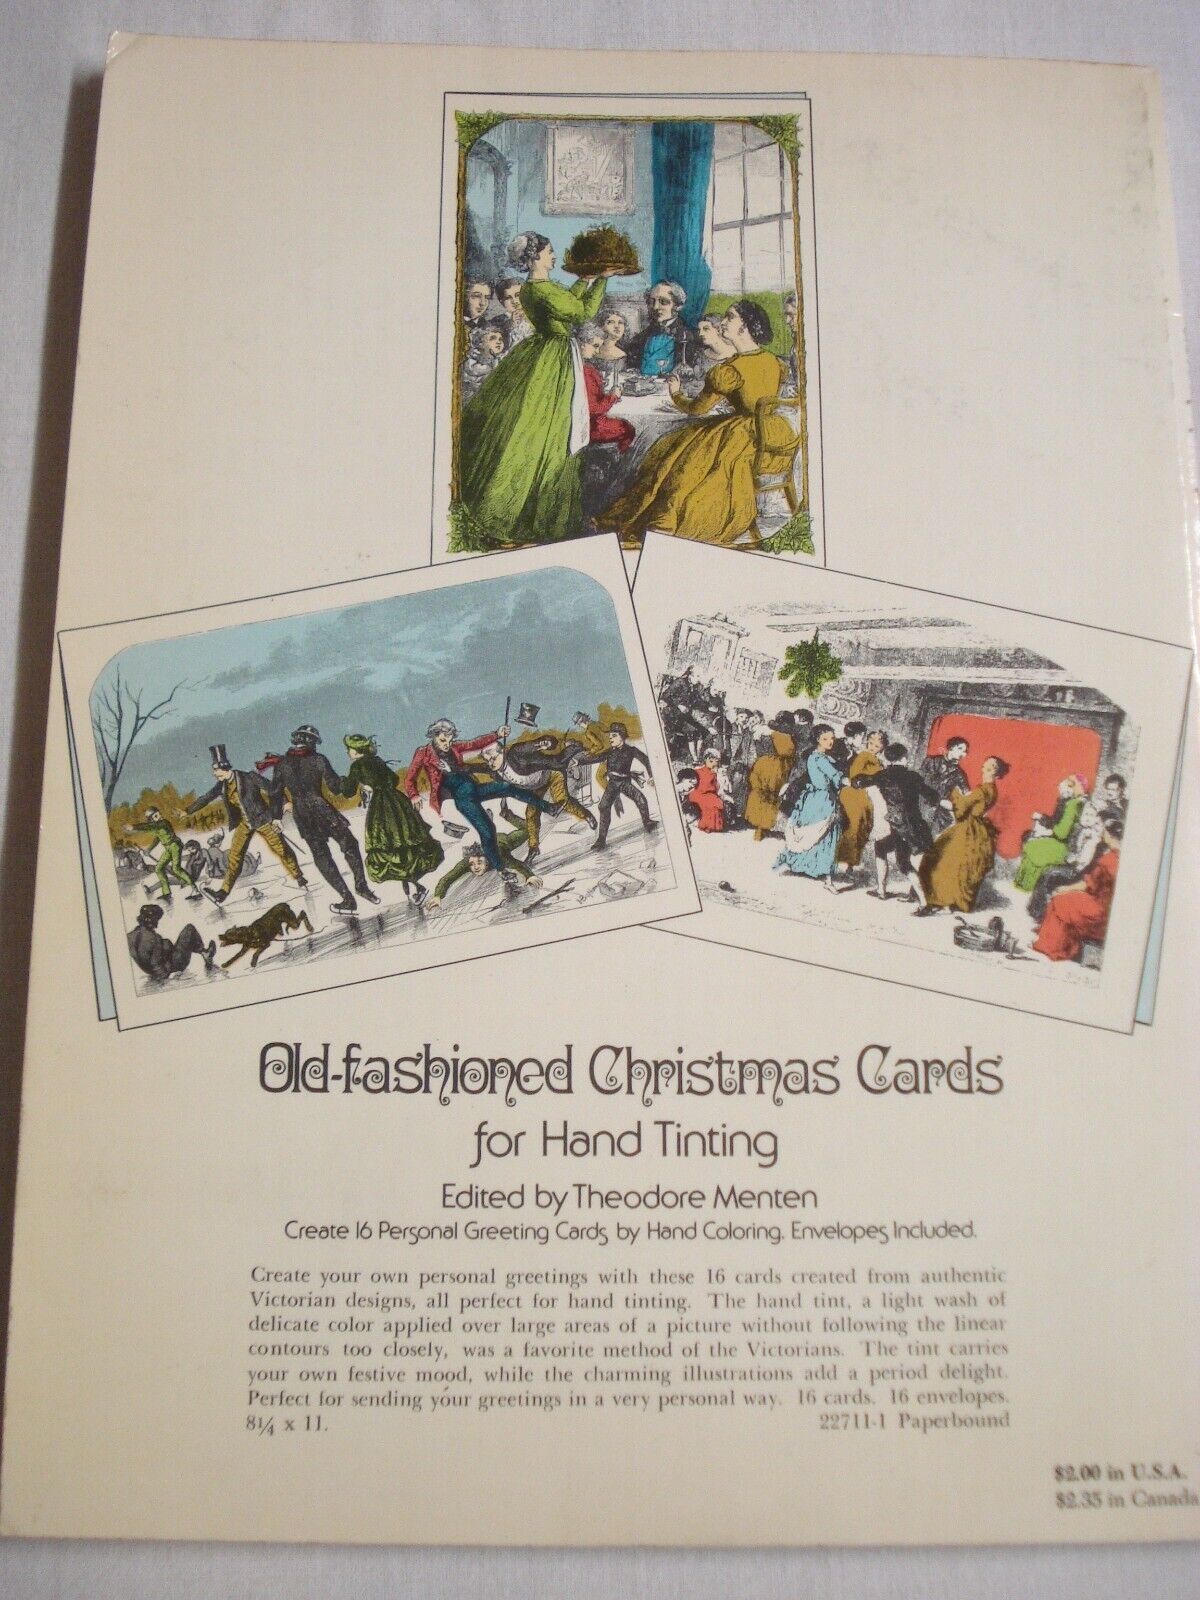 Old-fashioned Christmas Cards
for Hand Tinting
Edited by Theodore Menten
Create 16 Personal Greeting Cards by Hand Coloring. Envelopes Included.
Create your own personal greetings with these 16 cards created from authentic
Victorian designs, all perfect for hand tinting. The hand tint, a light wash of
delicate color applied over large areas of a picture without following the linear
contours too closely, was a favorite method of the Victorians. The tint carries
your own festive mood, while the charming illustrations add a period delight.
Perfect for sending your greetings in a very personal way. 16 cards. 16 envelopes.
8¼ x 11. 22711-1 Paperbound
$2.00 in U.S.A.
$2.35 in Canada